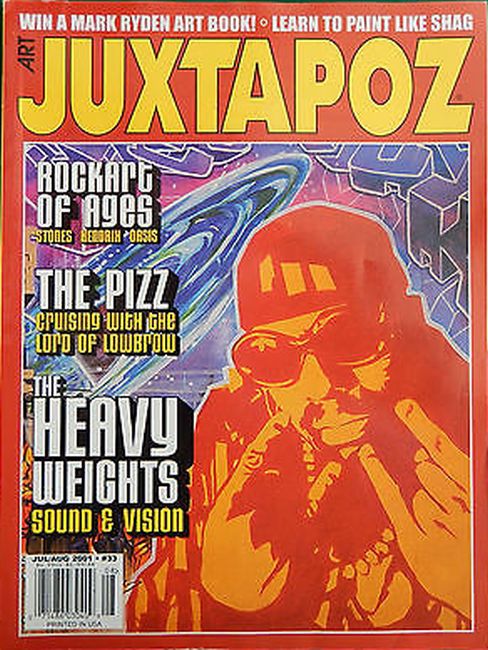 WIN A MARK RYDEN ART BOOK! • LEARN TO PAINT LIKE SHAG
ART
JUXTAPOZ
ROCKART
OF AGES
STONES HENDRIX OASIS
THE PIZZ
CRUISING WITH THE
LORD OF LOWBROW
THE
HEAVY
WEIGHTS
SOUND & VISION
JUL/AUG 2001 • #33
PRINTED IN USA